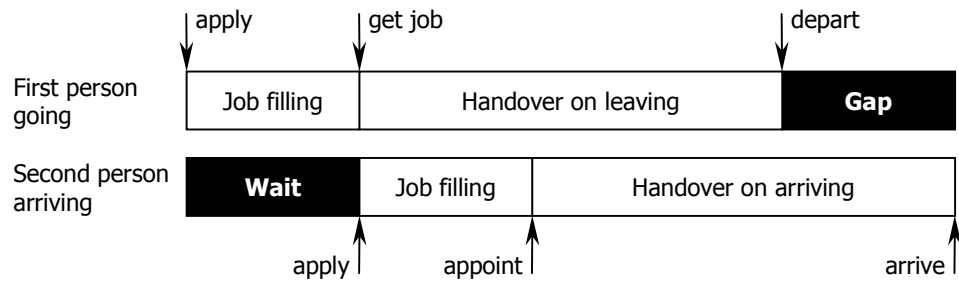 apply
get job
depart
First person
going
Job filling
Handover on leaving
Gap
Second person
arriving
Wait
Job filling
Handover on arriving
apply
appoint
arrive